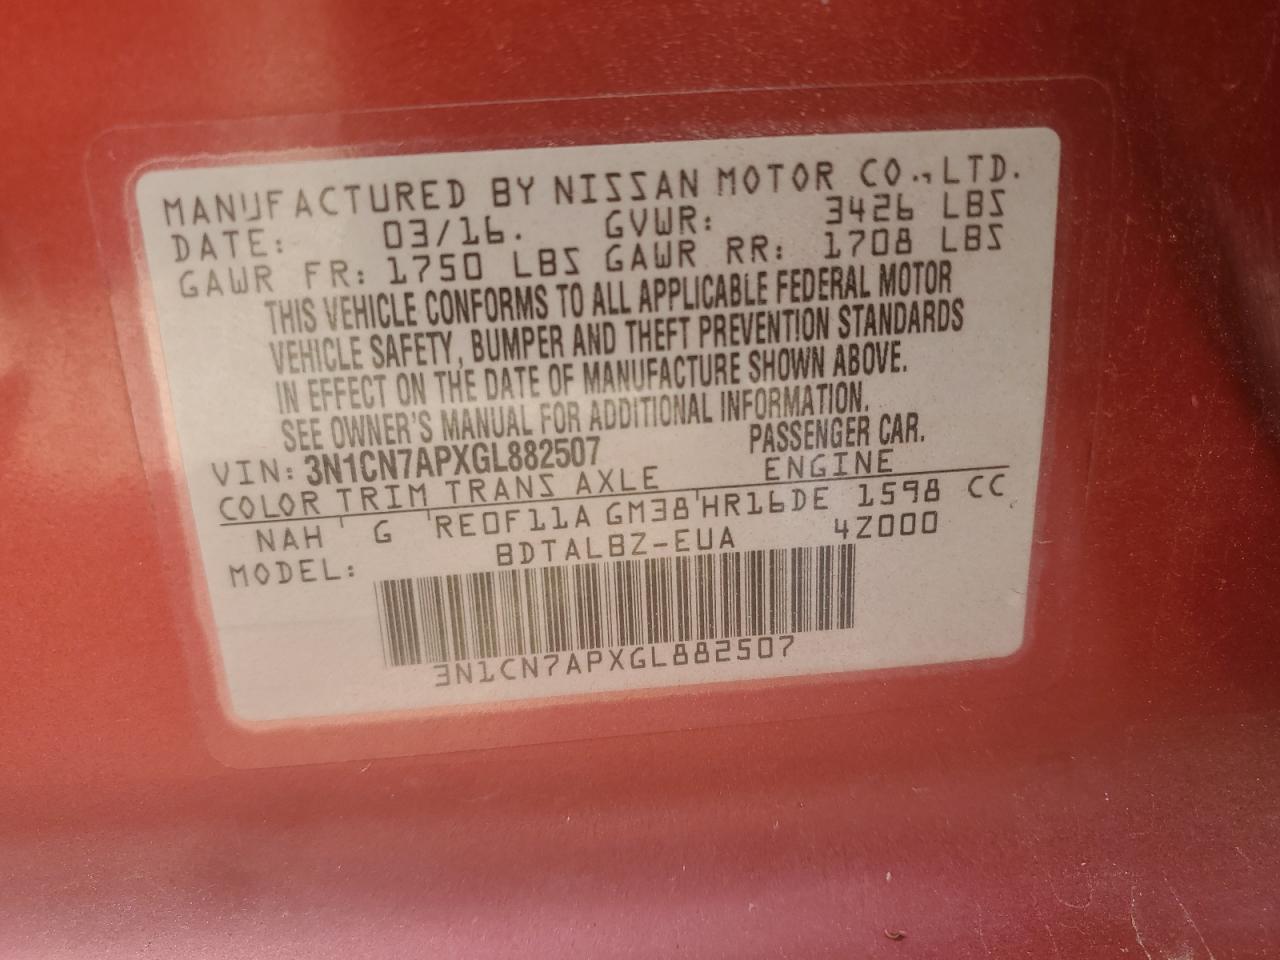 MANUFACTURED BY NISSAN MOTOR CO., LTD.
DATE: 03/16. GVWR: 3426 LBS
GAWR FR: 1750 LBS GAWR RR: 1708 LBS
THIS VEHICLE CONFORMS TO ALL APPLICABLE FEDERAL MOTOR
VEHICLE SAFETY, BUMPER AND THEFT PREVENTION STANDARDS
IN EFFECT ON THE DATE OF MANUFACTURE SHOWN ABOVE.
SEE OWNER'S MANUAL FOR ADDITIONAL INFORMATION.
VIN: 3N1CN7APXGL882507 PASSENGER CAR.
COLOR TRIM TRANS AXLE ENGINE
NAH G RE0F11A GM38 HR16DE 1598 CC
MODEL: BDTALBZ-EUA 4Z000
3N1CN7APXGL882507